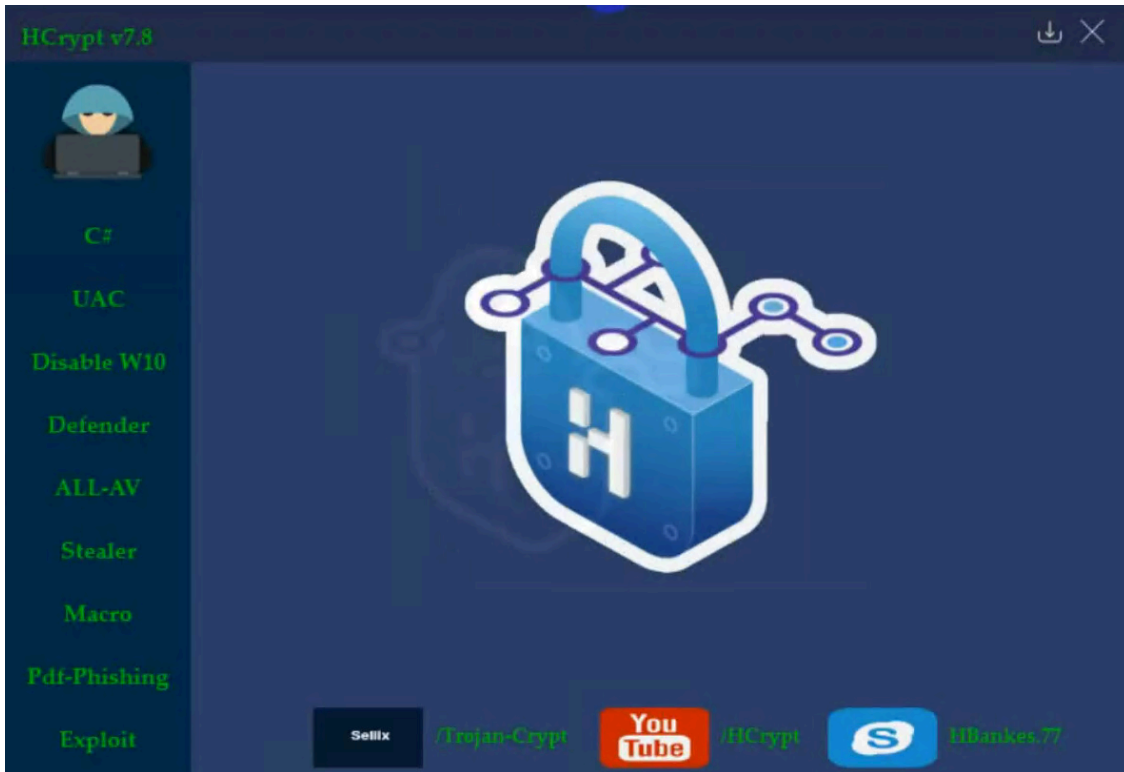 HCrypt v7.8
C#
UAC
Disable W10
Defender
ALL-AV
Stealer
Macro
Pdf-Phishing
Exploit
H
Sellix /Trojan-Crypt You Tube /HCrypt S HBankes.77